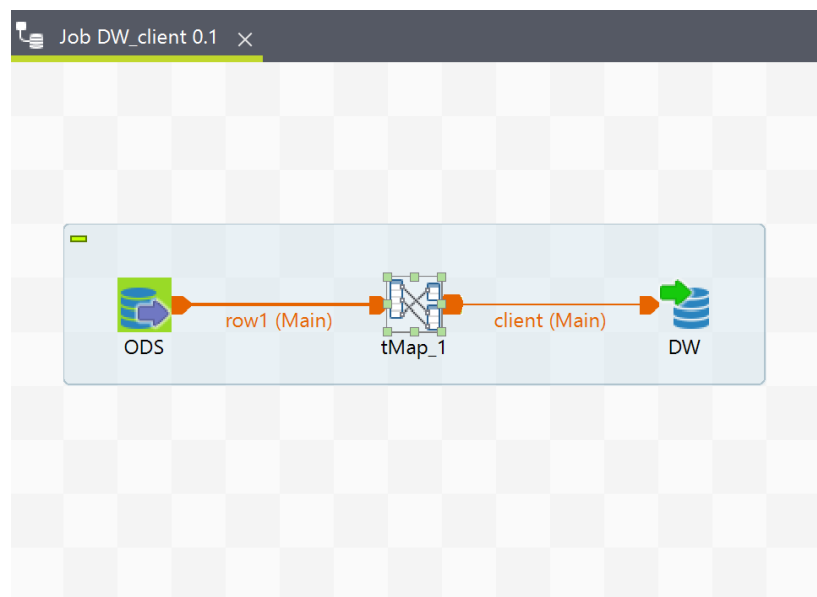 Job DW_client 0.1
row1 (Main)
client (Main)
ODS
tMap_1
DW